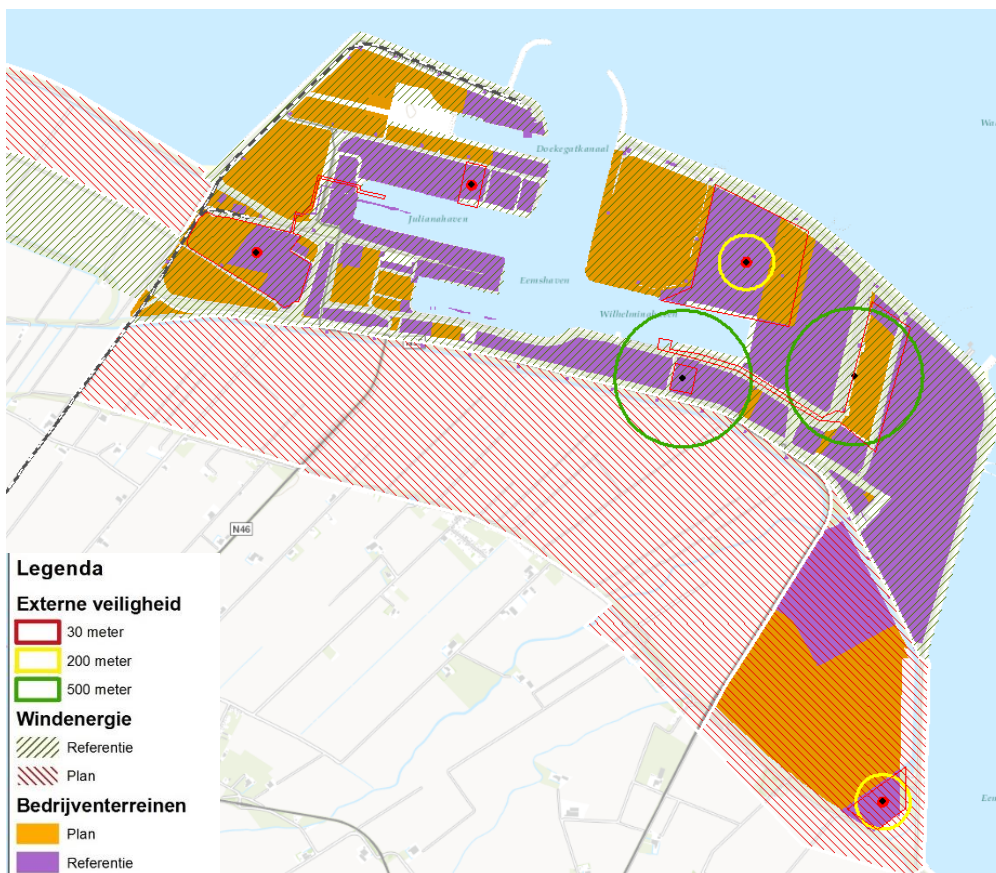 Doekegatkanaal
Julianahaven
Eemshaven
Wilhelminahaven
N46
Legenda
Externe veiligheid
30 meter
200 meter
500 meter
Windenergie
Referentie
Plan
Bedrijventerreinen
Plan
Referentie